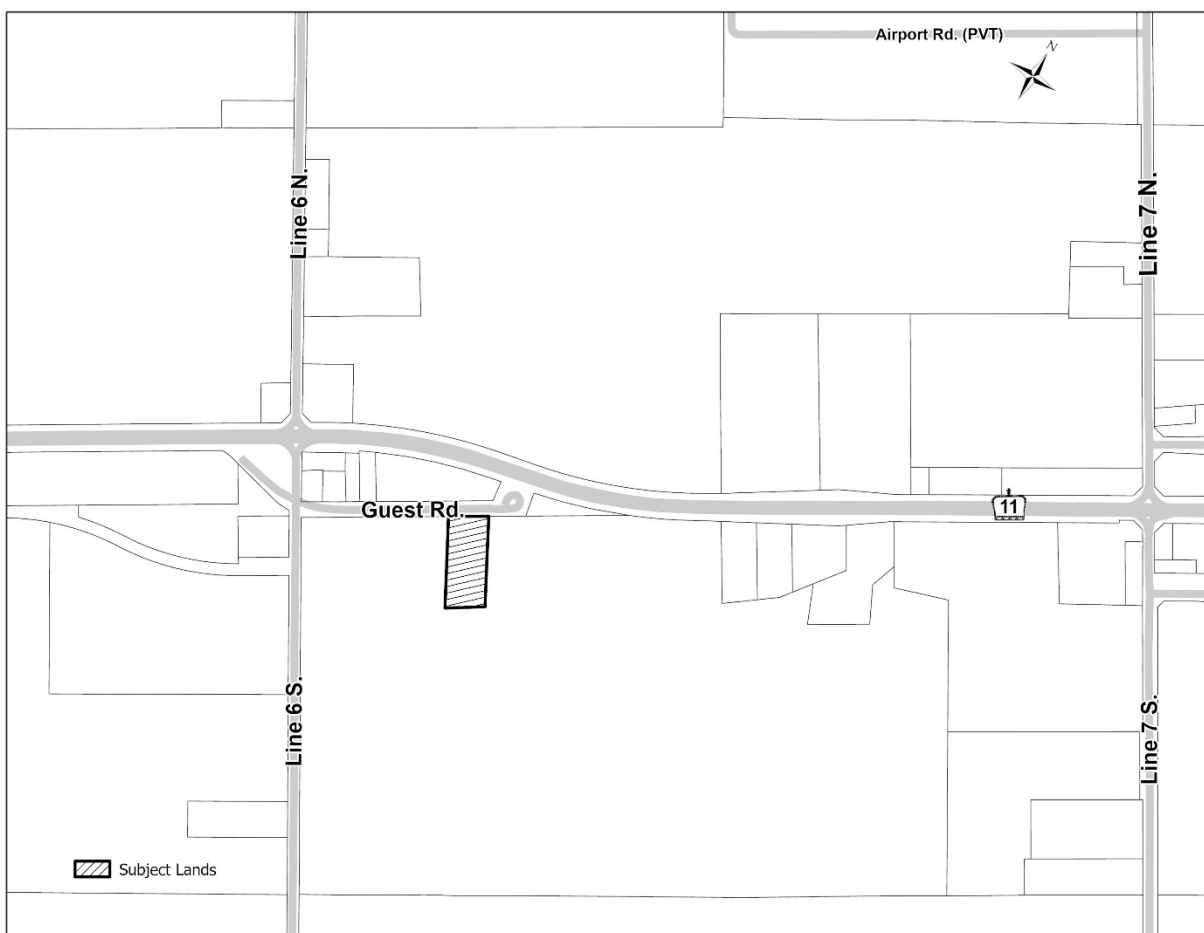 Airport Rd. (PVT)
N
Line 6 N.
Line 7 N.
11
Guest Rd.
Line 6 S.
Line 7 S.
Subject Lands